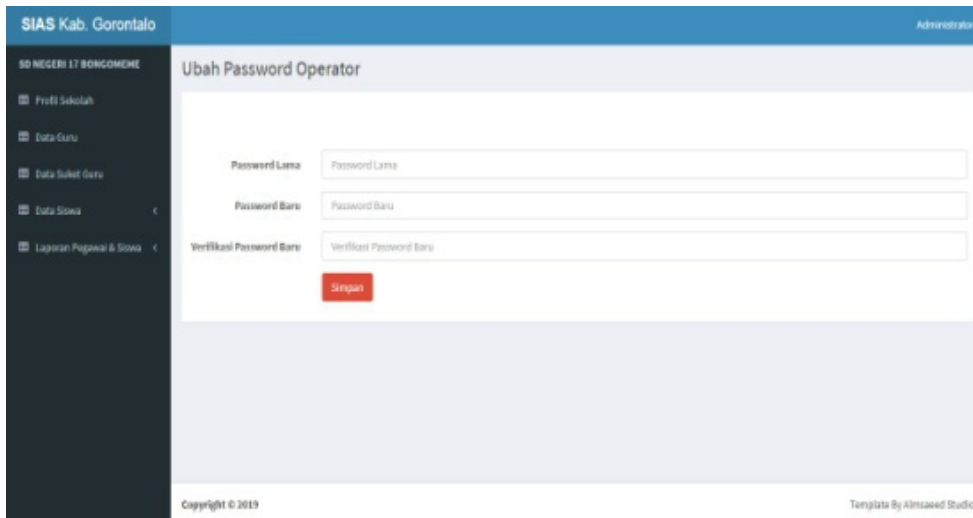 SIAS Kab. Gorontalo
Administrator
SD NEGERI 17 BONGOMEME
Ubah Password Operator
Profil Sekolah
Data Guru
Data Suket Guru
Data Siswa
Laporan Pegawai & Siswa
Password Lama
Password Lama
Password Baru
Password Baru
Verifikasi Password Baru
Verifikasi Password Baru
Simpan
Copyright © 2019
Template By Almsaeed Studio